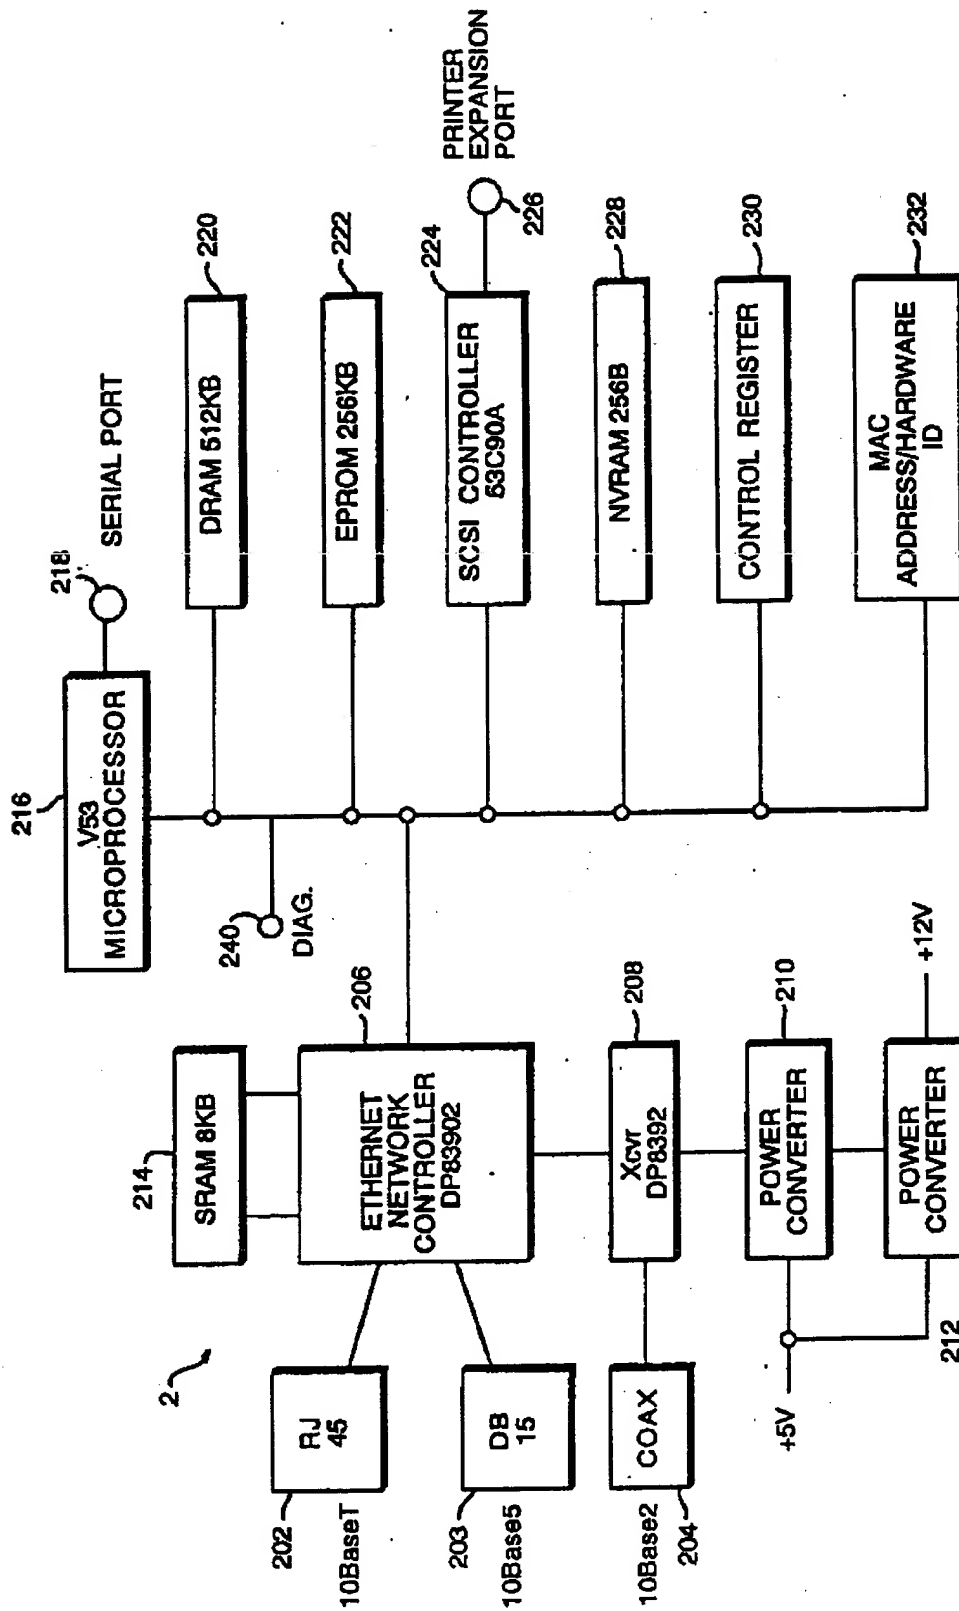 216
V53
MICROPROCESSOR
218
SERIAL PORT
240
DIAG.
DRAM 512KB
220
EPROM 256KB
222
SCSI CONTROLLER
53C90A
224
PRINTER
EXPANSION
PORT
226
NVRAM 256B
228
CONTROL REGISTER
230
MAC
ADDRESS/HARDWARE
ID
232
2
214
SRAM 8KB
206
ETHERNET
NETWORK
CONTROLLER
DP83902
RJ
45
202
10BaseT
DB
15
203
10Base5
COAX
10Base2
204
Xcvr
DP8392
208
POWER
CONVERTER
210
+5V
POWER
CONVERTER
+12V
212